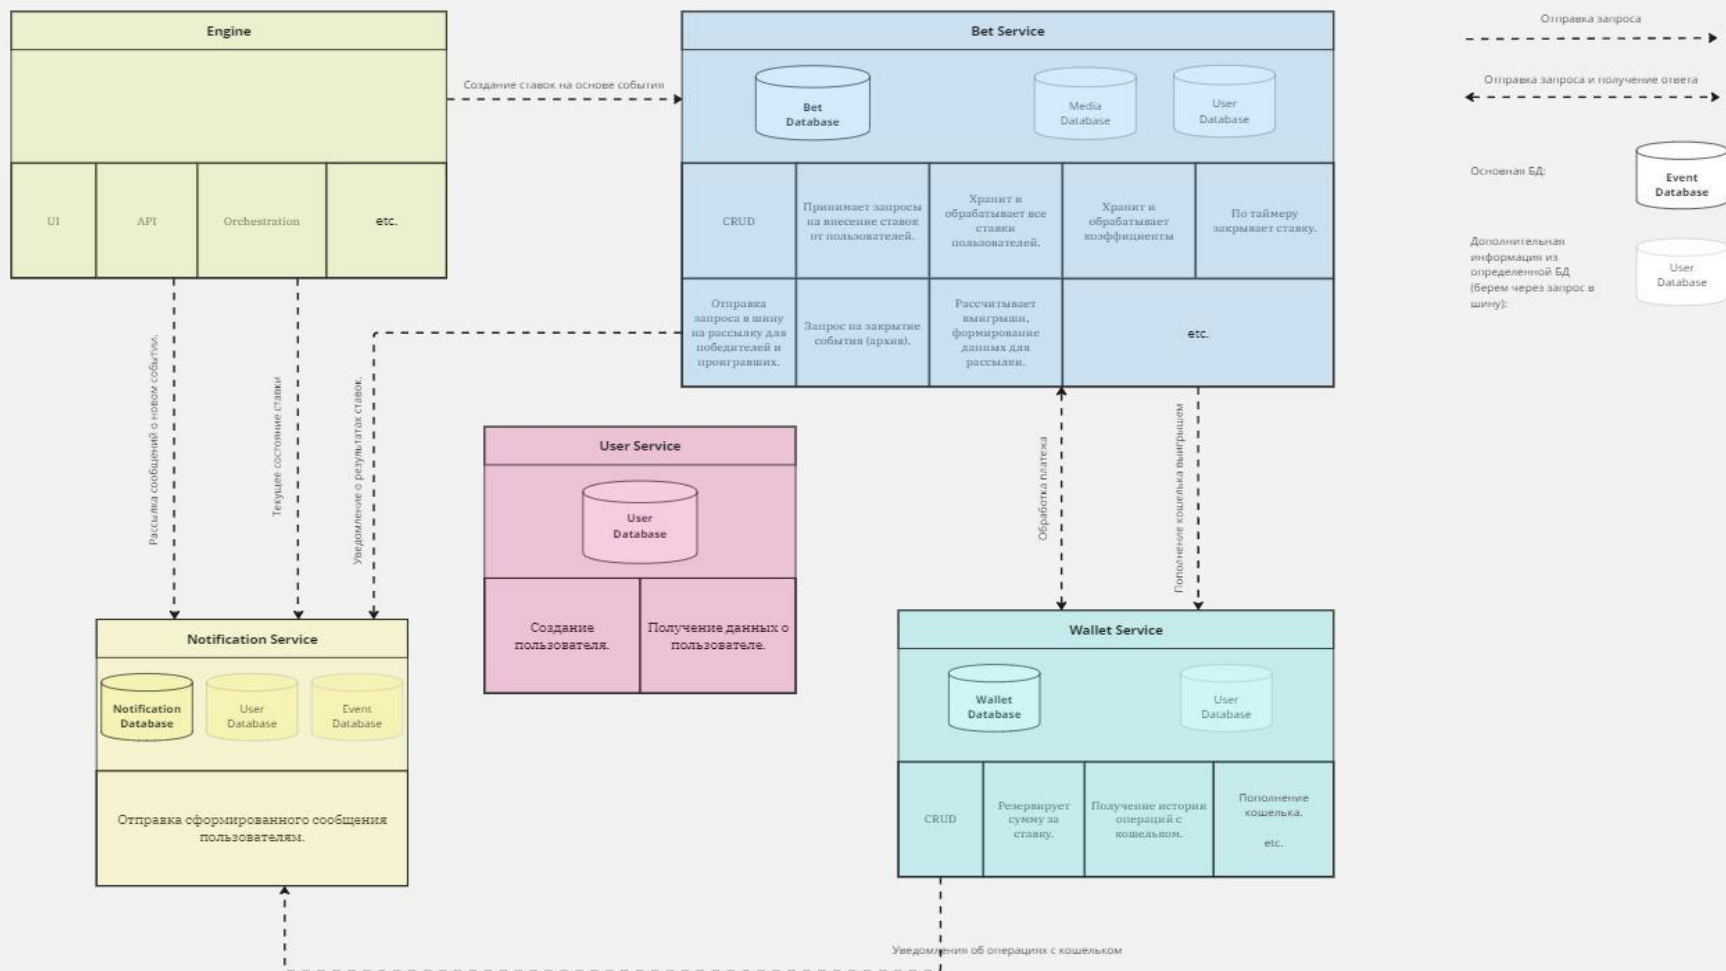 Engine
UI
API
Orchestration
etc.
Создание ставок на основе события
Bet Service
Bet
Database
Media
Database
User
Database
CRUD
Принимает запросы
на внесение ставок
от пользователей.
Хранит и
обрабатывает все
ставки
пользователей.
Хранит и
обрабатывает
коэффициенты
По таймеру
закрывает ставку.
Отправка
запроса в шину
на рассылку для
победителей и
проигравших.
Запрос на закрытие
события (архив).
Рассчитывает
выигрыши,
формирование
данных для
рассылки.
etc.
Отправка запроса
Отправка запроса и получение ответа
Основная БД:
Event
Database
Дополнительная
информация из
определенной БД
(берем через запрос в
шину):
User
Database
Рассылка сообщений о новом событии.
Текущее состояние ставки
Уведомление о результатах ставок.
User Service
User
Database
Создание
пользователя.
Получение данных о
пользователе.
Обработка платежа
Пополнение кошелька выигрышем
Notification Service
Notification
Database
User
Database
Event
Database
Отправка сформированного сообщения
пользователям.
Wallet Service
Wallet
Database
User
Database
CRUD
Резервирует
сумму за
ставку.
Получение истории
операций с
кошельком.
Пополнение
кошелька.
etc.
Уведомления об операциях с кошельком